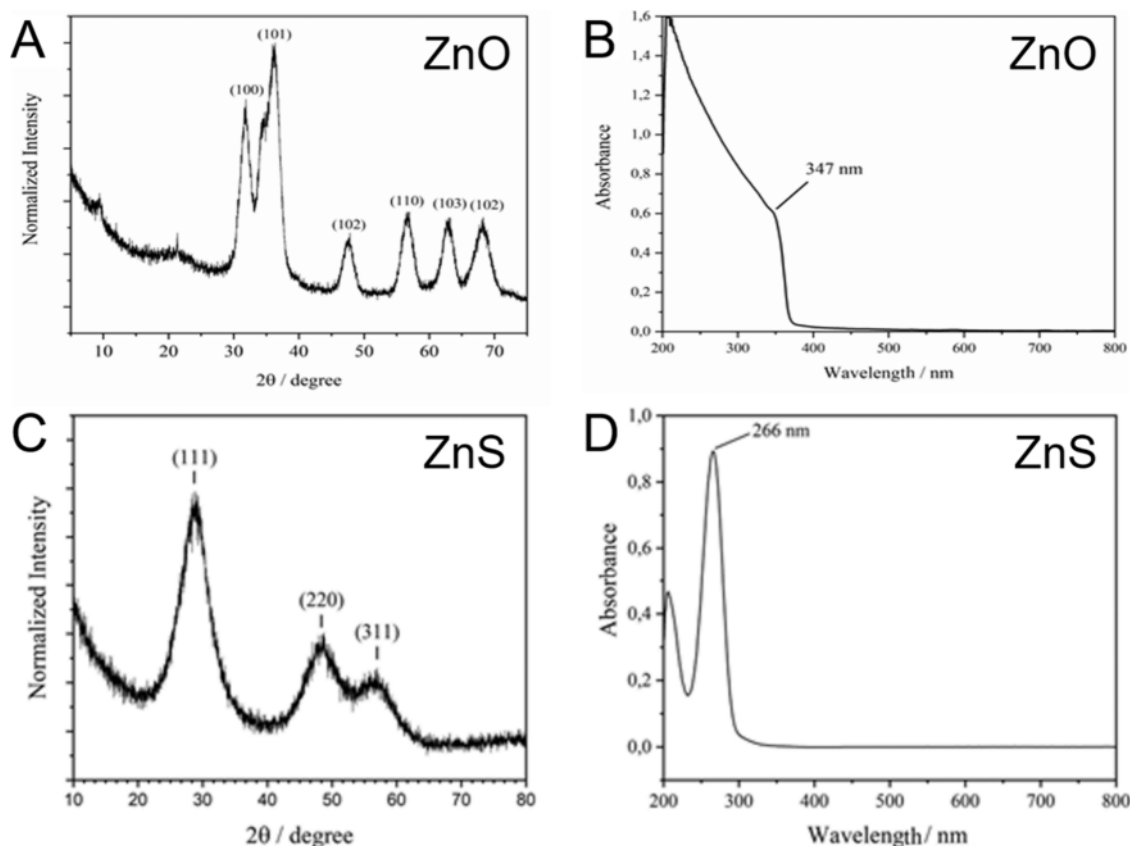 A
ZnO
(101)
(100)
(102)
(110)
(103)
(102)
Normalized Intensity
10
20
30
40
50
60
70
2θ / degree
B
ZnO
1,6
1,4
1,2
1,0
0,8
0,6
0,4
0,2
0,0
347 nm
Absorbance
200
300
400
500
600
700
800
Wavelength / nm
C
ZnS
(111)
(220)
(311)
Normalized Intensity
10
20
30
40
50
60
70
80
2θ / degree
D
ZnS
1,0
0,8
0,6
0,4
0,2
0,0
266 nm
Absorbance
200
300
400
500
600
700
800
Wavelength / nm